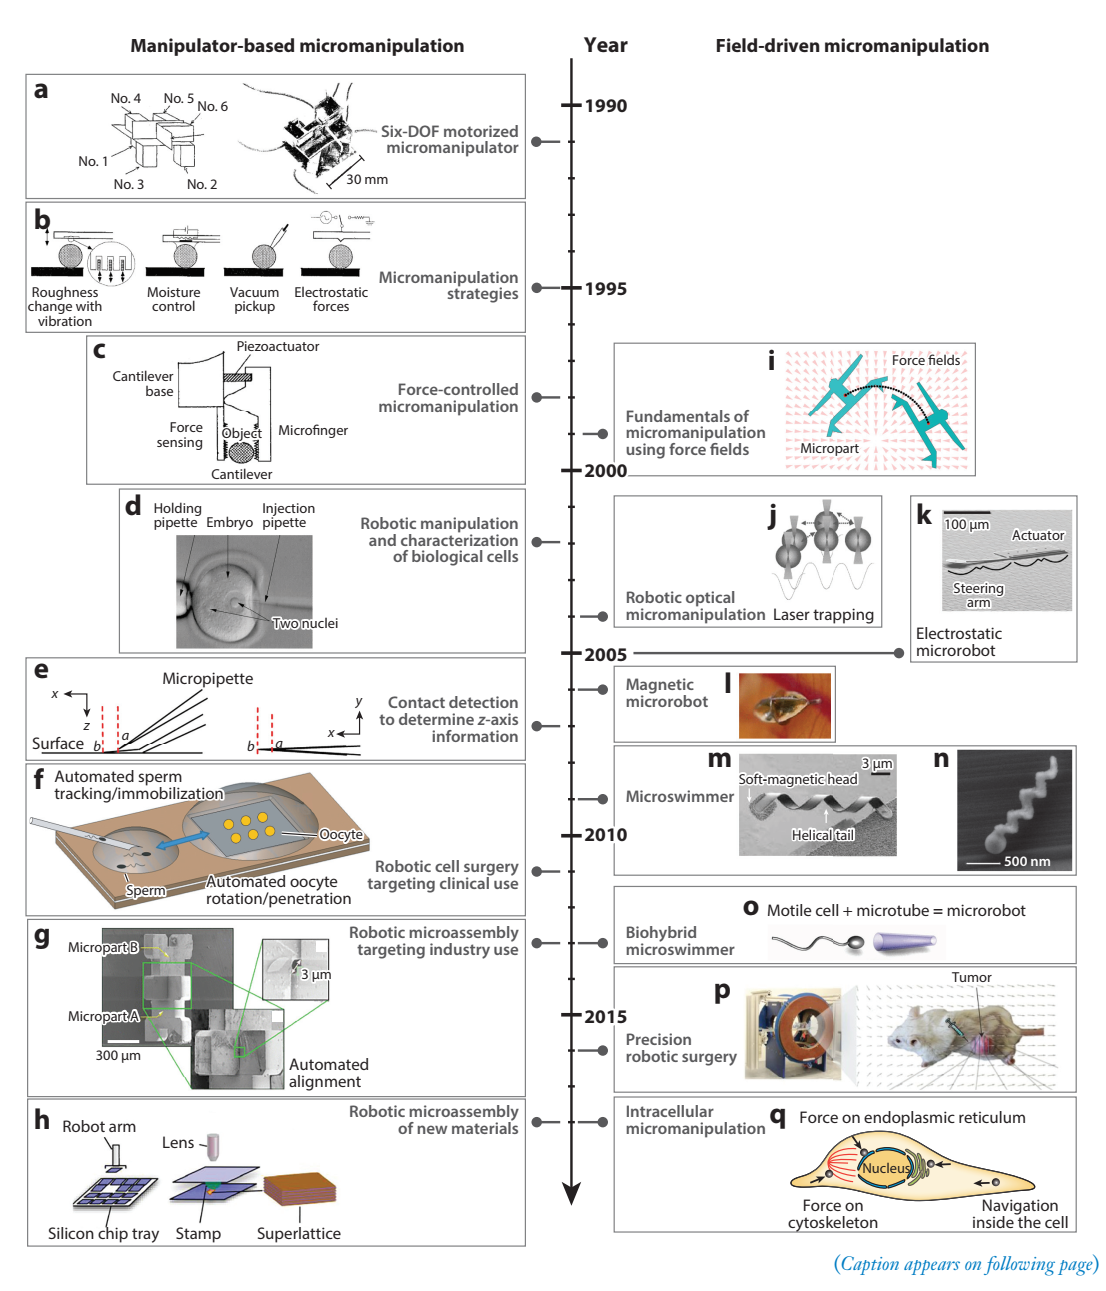 Manipulator-based micromanipulation
Year
Field-driven micromanipulation
1990
1995
2000
2005
2010
2015
a
No. 4
No. 5
No. 6
No. 1
No. 3
No. 2
30 mm
Six-DOF motorized
micromanipulator
b
Roughness
change with
vibration
Moisture
control
Vacuum
pickup
Electrostatic
forces
Micromanipulation
strategies
c
Piezoactuator
Cantilever
base
Force
sensing
Object
Microfinger
Cantilever
Force-controlled
micromanipulation
d
Holding
pipette
Embryo
Injection
pipette
Two nuclei
Robotic manipulation
and characterization
of biological cells
e
Micropipette
x
z
a
b
Surface
y
x
b
a
Contact detection
to determine z-axis
information
f
Automated sperm
tracking/immobilization
Oocyte
Sperm
Automated oocyte
rotation/penetration
Robotic cell surgery
targeting clinical use
g
Micropart B
Micropart A
300 µm
3 µm
Automated
alignment
Robotic microassembly
targeting industry use
h
Robot arm
Lens
Silicon chip tray
Stamp
Superlattice
Robotic microassembly
of new materials
i
Force fields
Micropart
Fundamentals of
micromanipulation
using force fields
j
Laser trapping
Robotic optical
micromanipulation
k
100 µm
Actuator
Steering
arm
Electrostatic
microrobot
l
Magnetic
microrobot
m
3 µm
Soft-magnetic head
Helical tail
n
500 nm
Microswimmer
o
Motile cell + microtube = microrobot
Biohybrid
microswimmer
p
Tumor
Precision
robotic surgery
q
Force on endoplasmic reticulum
Nucleus
Force on
cytoskeleton
Navigation
inside the cell
Intracellular
micromanipulation
(Caption appears on following page)